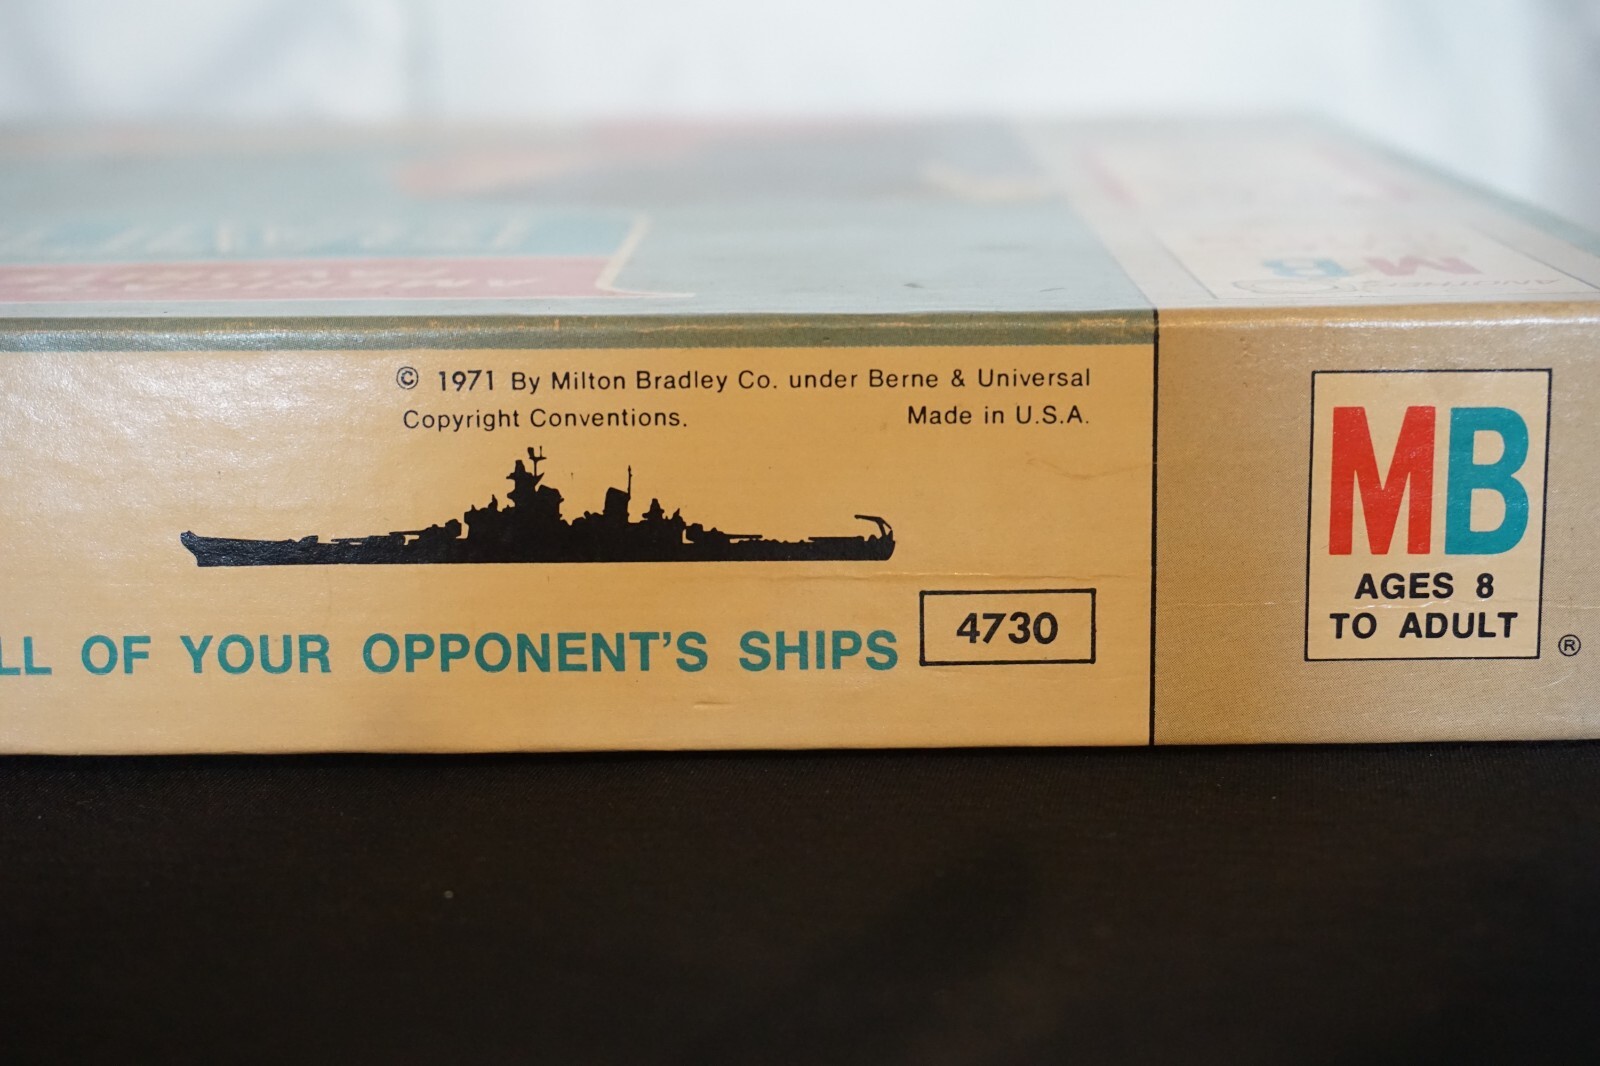 © 1971 By Milton Bradley Co. under Berne & Universal
Copyright Conventions. Made in U.S.A.
OF YOUR OPPONENT'S SHIPS
4730
MB
AGES 8
TO ADULT
®
MB